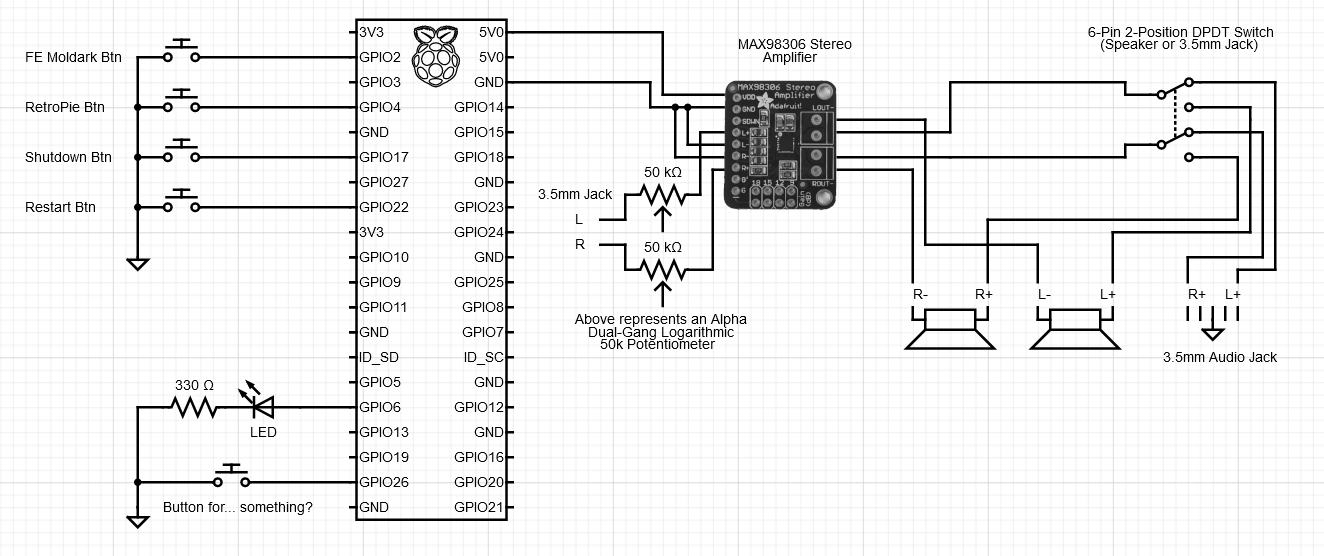 FE Moldark Btn
RetroPie Btn
Shutdown Btn
Restart Btn
3V3
GPIO2
GPIO3
GPIO4
GND
GPIO17
GPIO27
GPIO22
3V3
GPIO10
GPIO9
GPIO11
GND
ID_SD
GPIO5
GPIO6
GPIO13
GPIO19
GPIO26
GND
5V0
5V0
GND
GPIO14
GPIO15
GPIO18
GND
GPIO23
GPIO24
GND
GPIO25
GPIO8
GPIO7
ID_SC
GND
GPIO12
GND
GPIO16
GPIO20
GPIO21
330 Ω
LED
Button for... something?
MAX98306 Stereo
Amplifier
MAX98306 Stereo
Amplifier
Adafruit!
VDD
GND
SDWN
L+
L-
R-
R+
G
LOUT-
ROUT-
18 15 12 9
Gain
(dB)
50 kΩ
3.5mm Jack
L
R
50 kΩ
Above represents an Alpha
Dual-Gang Logarithmic
50k Potentiometer
6-Pin 2-Position DPDT Switch
(Speaker or 3.5mm Jack)
R-
R+
L-
L+
R+
L+
3.5mm Audio Jack